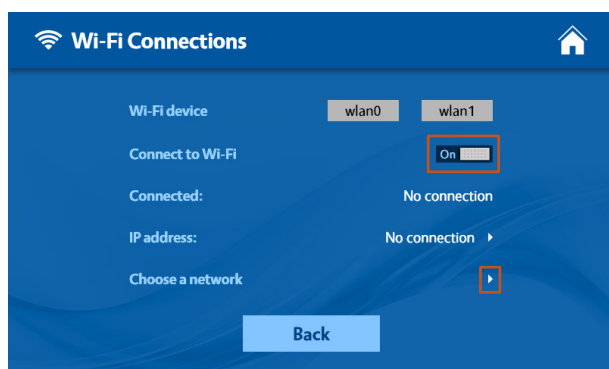 Wi-Fi Connections
Wi-Fi device wlan0 wlan1
Connect to Wi-Fi On
Connected: No connection
IP address: No connection
Choose a network
Back